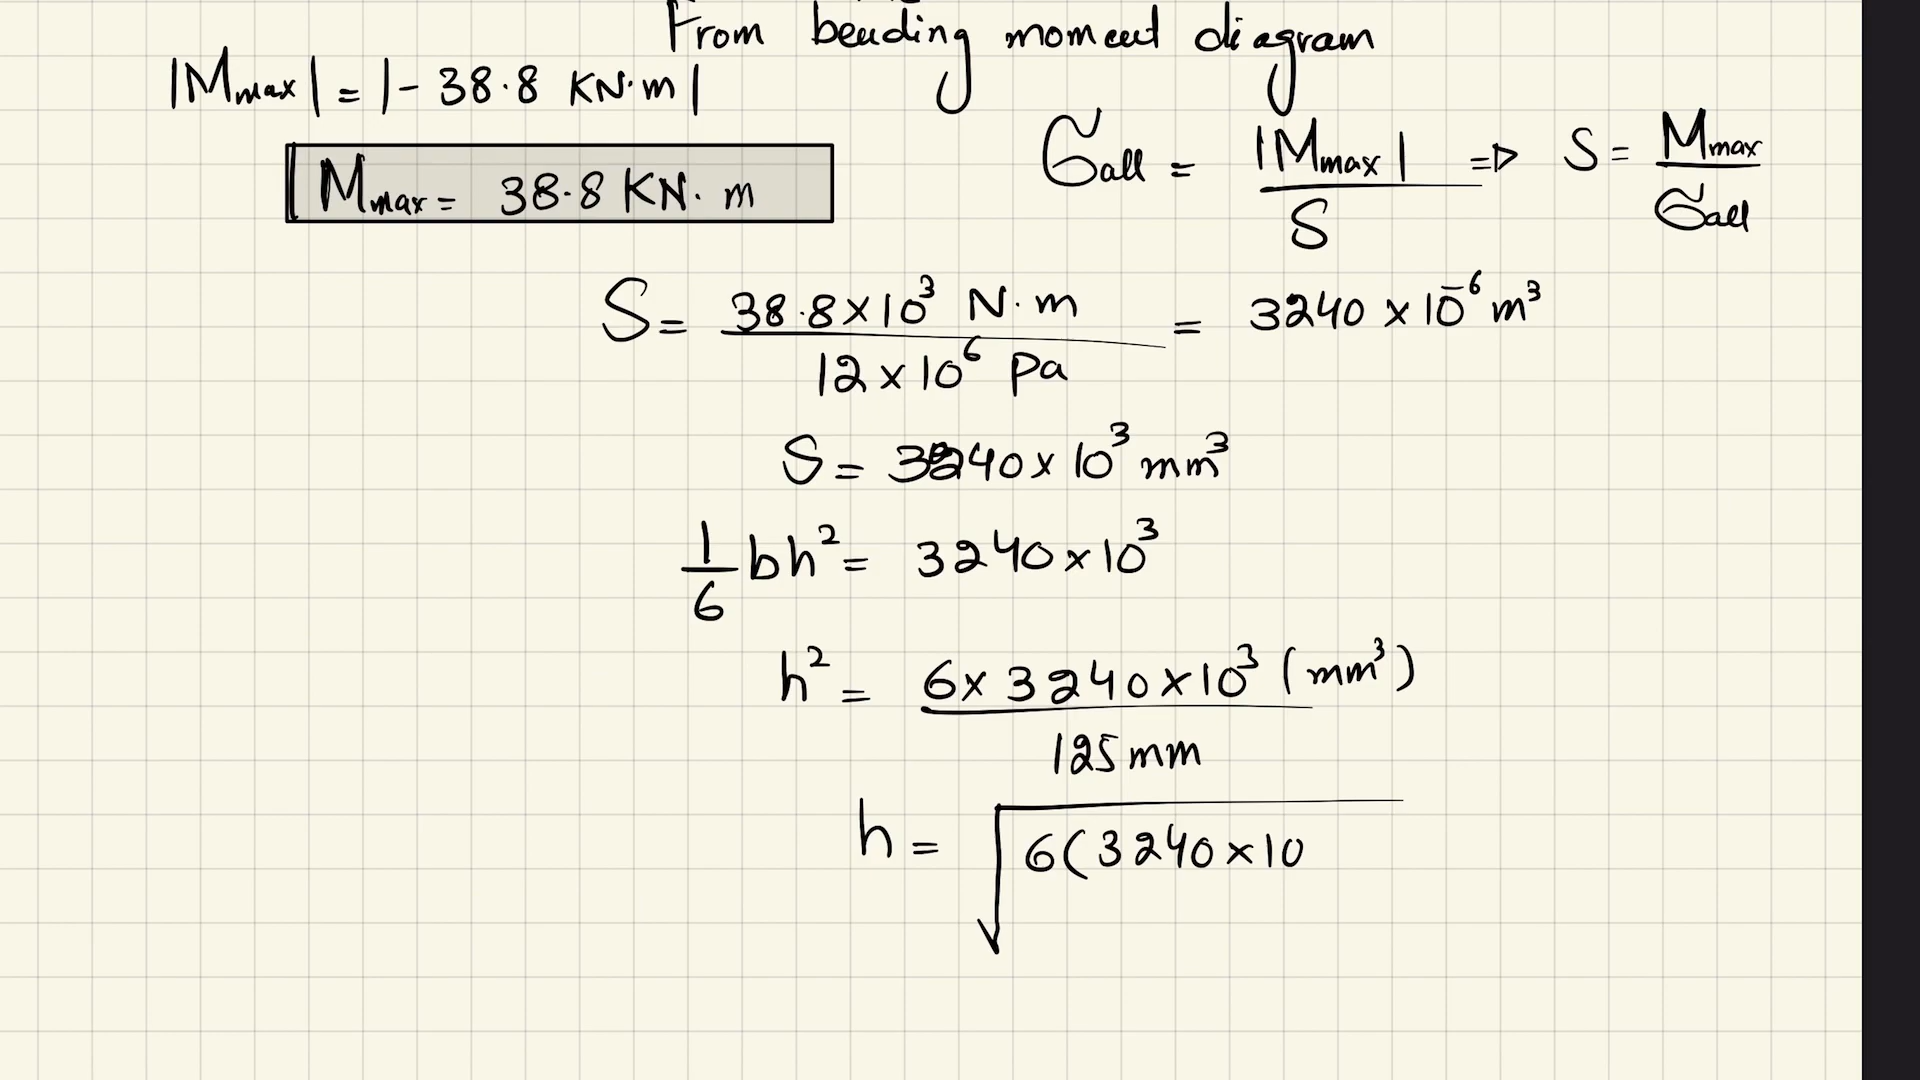 From bending moment diagram
|Mmax| = |- 38.8 KN.m|
Mmax = 38.8 KN. m
σall = |Mmax| / S => S = Mmax / σall
S = 38.8×10³ N.m / 12×10⁶ Pa = 3240 × 10⁻⁶ m³
S = 3240 × 10³ mm³
1/6 bh² = 3240×10³
h² = 6× 3240×10³ (mm³) / 125mm
h = √6(3240×10